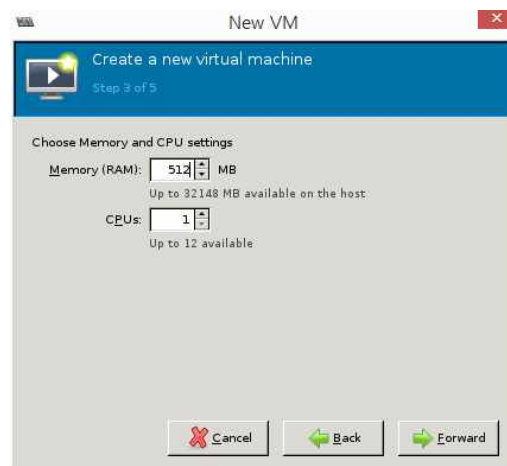 New VM
Create a new virtual machine
Step 3 of 5
Choose Memory and CPU settings
Memory (RAM): 512 MB
Up to 32148 MB available on the host
CPUs: 1
Up to 12 available
Cancel Back Forward